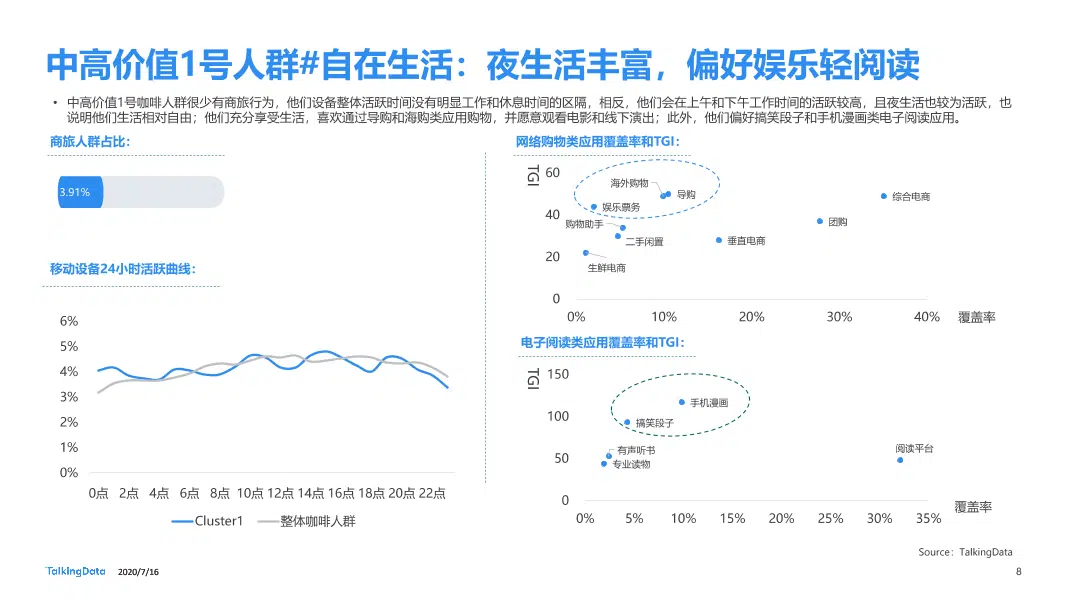 中高价值1号人群#自在生活：夜生活丰富，偏好娱乐轻阅读
• 中高价值1号咖啡人群很少有商旅行为，他们设备整体活跃时间没有明显工作和休息时间的区隔，相反，他们会在上午和下午工作时间的活跃较高，且夜生活也较为活跃，也
说明他们生活相对自由；他们充分享受生活，喜欢通过导购和海购类应用购物，并愿意观看电影和线下演出；此外，他们偏好搞笑段子和手机漫画类电子阅读应用。
商旅人群占比：
3.91%
移动设备24小时活跃曲线：
6%
5%
4%
3%
2%
1%
0%
0点 2点 4点 6点 8点 10点 12点 14点 16点 18点 20点 22点
Cluster1 整体咖啡人群
网络购物类应用覆盖率和TGI：
TGI
60
40
20
0
海外购物
导购
综合电商
娱乐票务
团购
购物助手
二手闲置
垂直电商
生鲜电商
0% 10% 20% 30% 40% 覆盖率
电子阅读类应用覆盖率和TGI：
TGI
150
100
50
0
手机漫画
搞笑段子
有声听书
阅读平台
专业读物
0% 5% 10% 15% 20% 25% 30% 35% 覆盖率
Source：TalkingData
TalkingData 2020/7/16
8